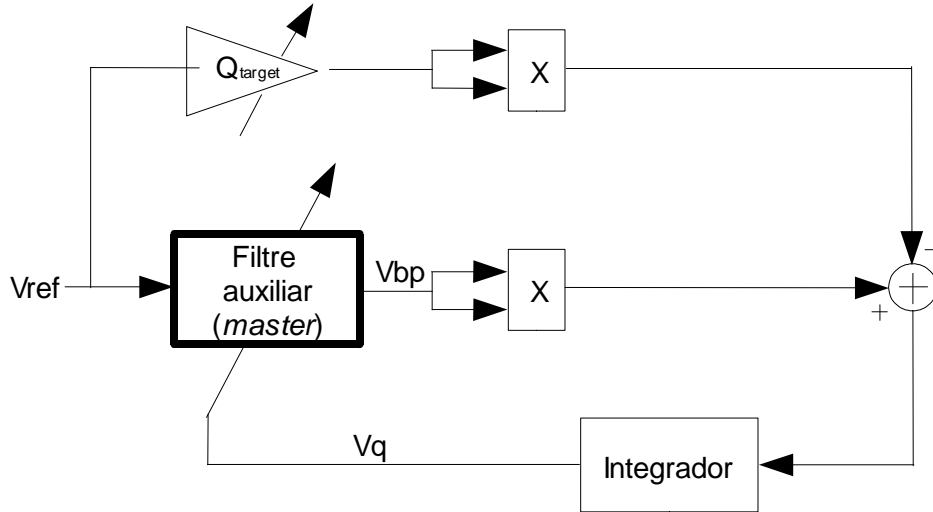 Qtarget
X
−
Vref
Filtre
auxiliar
(master)
Vbp
X
+
+
Vq
Integrador